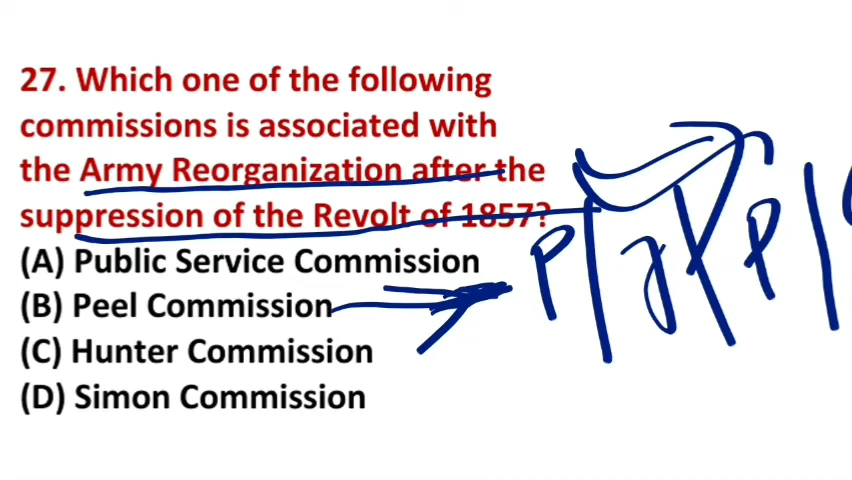 27. Which one of the following
commissions is associated with
the Army Reorganization after the
suppression of the Revolt of 1857?
(A) Public Service Commission
(B) Peel Commission
(C) Hunter Commission
(D) Simon Commission